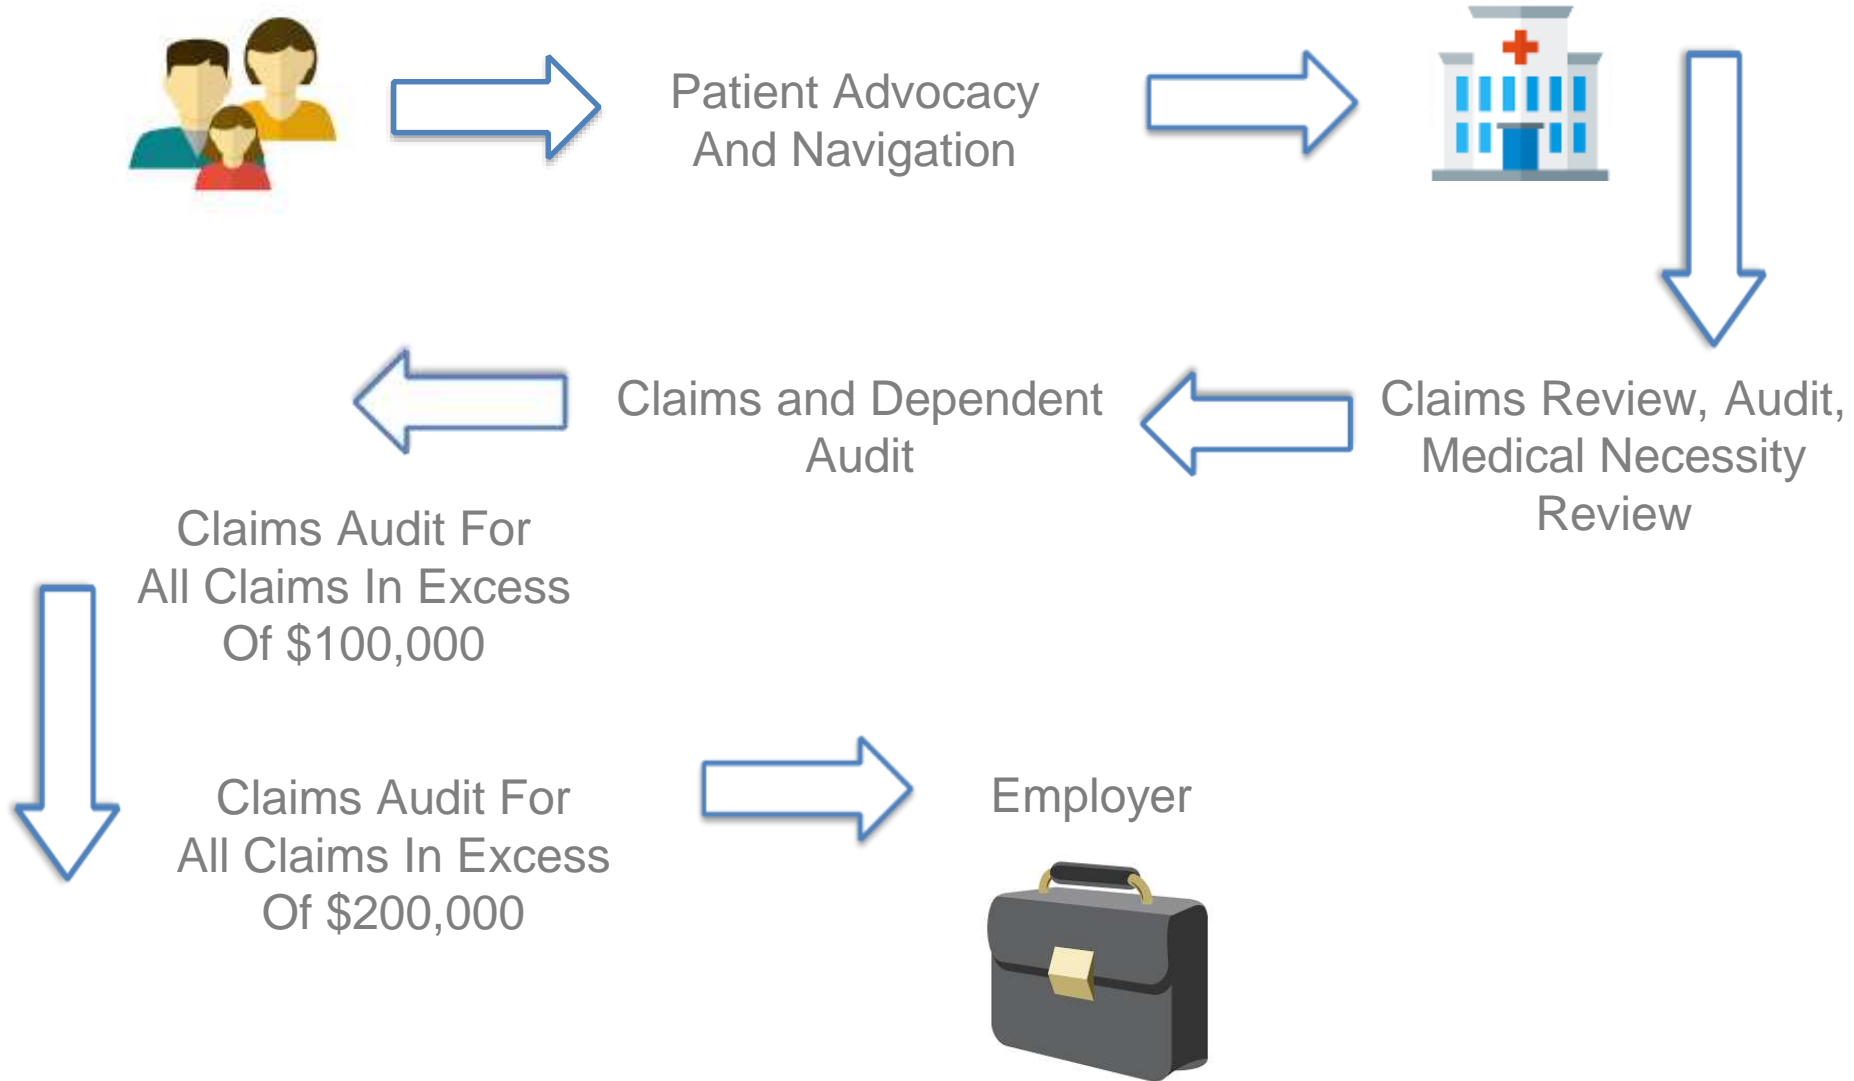 Patient Advocacy
And Navigation
Claims Review, Audit,
Medical Necessity
Review
Claims and Dependent
Audit
Claims Audit For
All Claims In Excess
Of $100,000
Claims Audit For
All Claims In Excess
Of $200,000
Employer